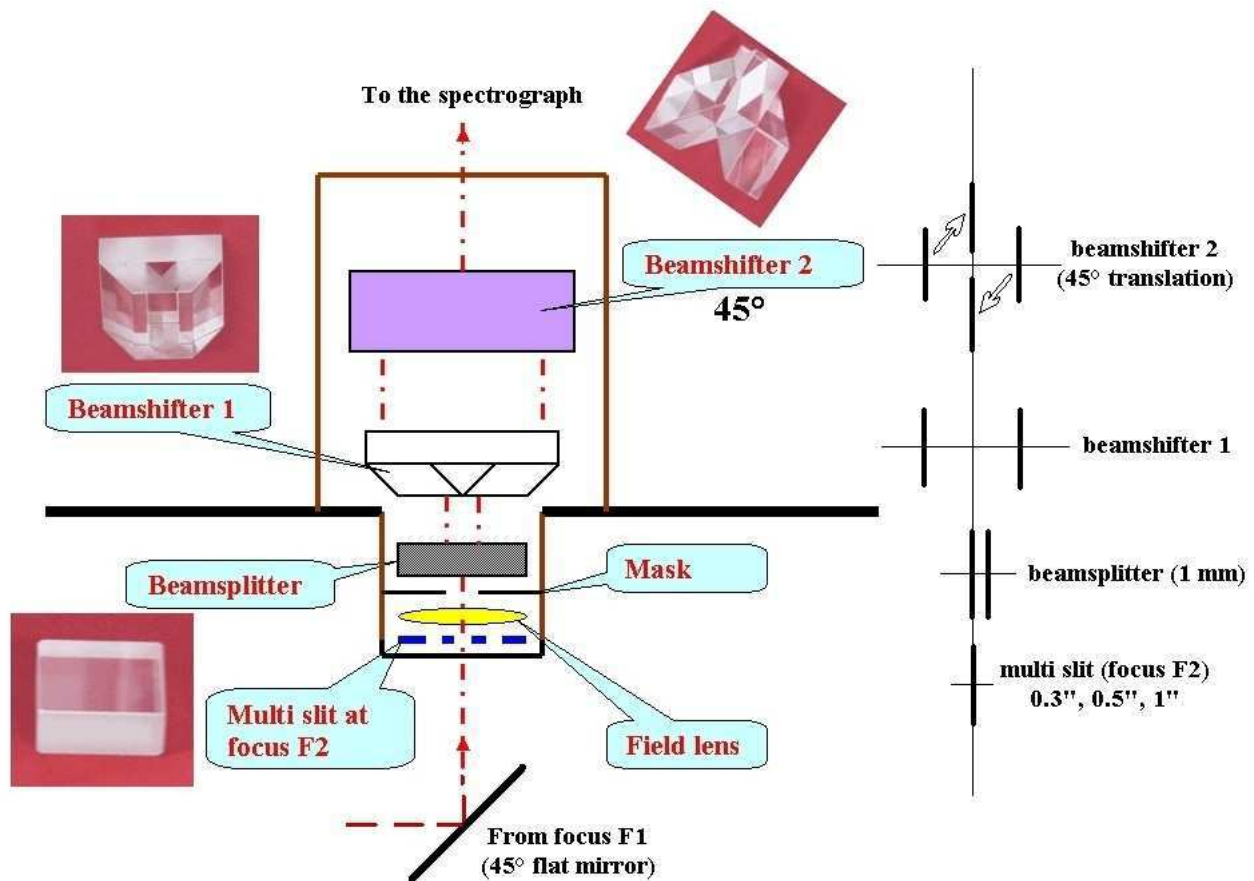 To the spectrograph
Beamshifter 2
45°
Beamshifter 1
Beamsplitter
Mask
Multi slit at
focus F2
Field lens
From focus F1
(45° flat mirror)
beamshifter 2
(45° translation)
beamshifter 1
beamsplitter (1 mm)
multi slit (focus F2)
0.3", 0.5", 1"